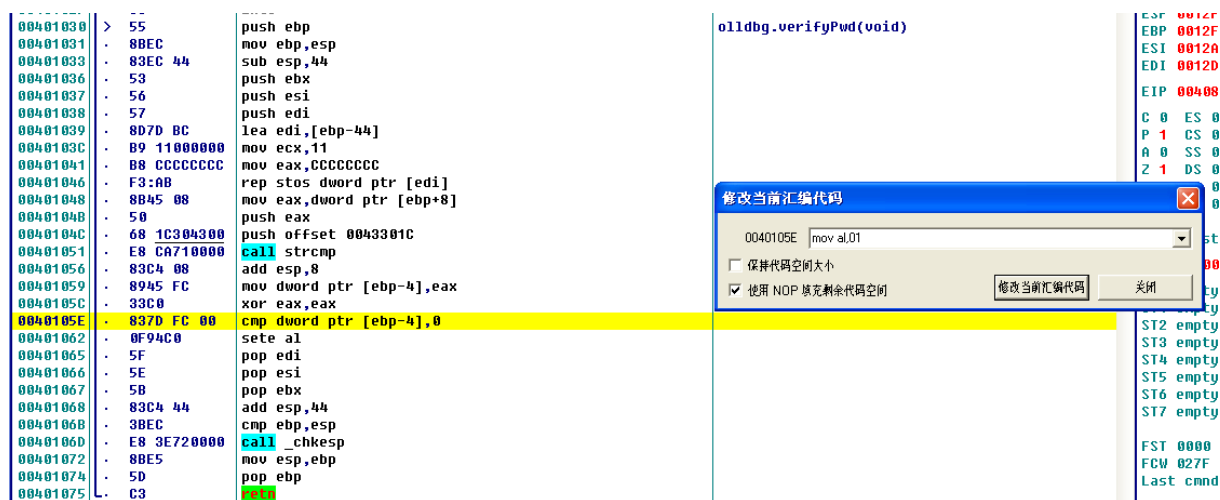 00401030 > 55 push ebp olldbg.verifyPwd(void)
00401031 . 8BEC mov ebp,esp
00401033 . 83EC 44 sub esp,44
00401036 . 53 push ebx
00401037 . 56 push esi
00401038 . 57 push edi
00401039 . 8D7D BC lea edi,[ebp-44]
0040103C . B9 11000000 mov ecx,11
00401041 . B8 CCCCCCCC mov eax,CCCCCCCC
00401046 . F3:AB rep stos dword ptr [edi]
00401048 . 8B45 08 mov eax,dword ptr [ebp+8]
0040104B . 50 push eax
0040104C . 68 1C304300 push offset 0043301C
00401051 . E8 CA710000 call strcmp
00401056 . 83C4 08 add esp,8
00401059 . 8945 FC mov dword ptr [ebp-4],eax
0040105C . 33C0 xor eax,eax
0040105E . 837D FC 00 cmp dword ptr [ebp-4],0
00401062 . 0F94C0 sete al
00401065 . 5F pop edi
00401066 . 5E pop esi
00401067 . 5B pop ebx
00401068 . 83C4 44 add esp,44
0040106B . 3BEC cmp ebp,esp
0040106D . E8 3E720000 call _chkesp
00401072 . 8BE5 mov esp,ebp
00401074 . 5D pop ebp
00401075 . C3 retn
修改当前汇编代码
0040105E mov al,01
保持代码空间大小
使用 NOP 填充剩余代码空间
修改当前汇编代码
关闭
ESP 0012F
EBP 0012F
ESI 0012A
EDI 0012D
EIP 00408
C 0 ES 0
P 1 CS 0
A 0 SS 0
Z 1 DS 0
ST2 empty
ST3 empty
ST4 empty
ST5 empty
ST6 empty
ST7 empty
FST 0000
FCW 027F
Last cmnd